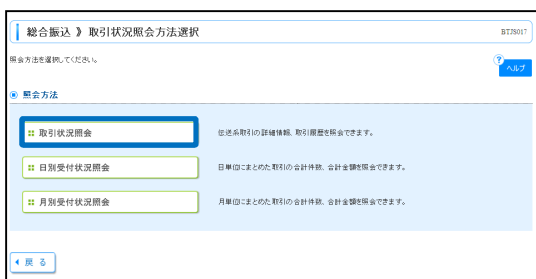 総合振込 》 取引状況照会方法選択
BTJS017
照会方法を選択してください。
?
ヘルプ
照会方法
取引状況照会
伝送系取引の詳細情報、取引履歴を照会できます。
日別受付状況照会
日単位にまとめた取引の合計件数、合計金額を照会できます。
月別受付状況照会
月単位にまとめた取引の合計件数、合計金額を照会できます。
戻 る